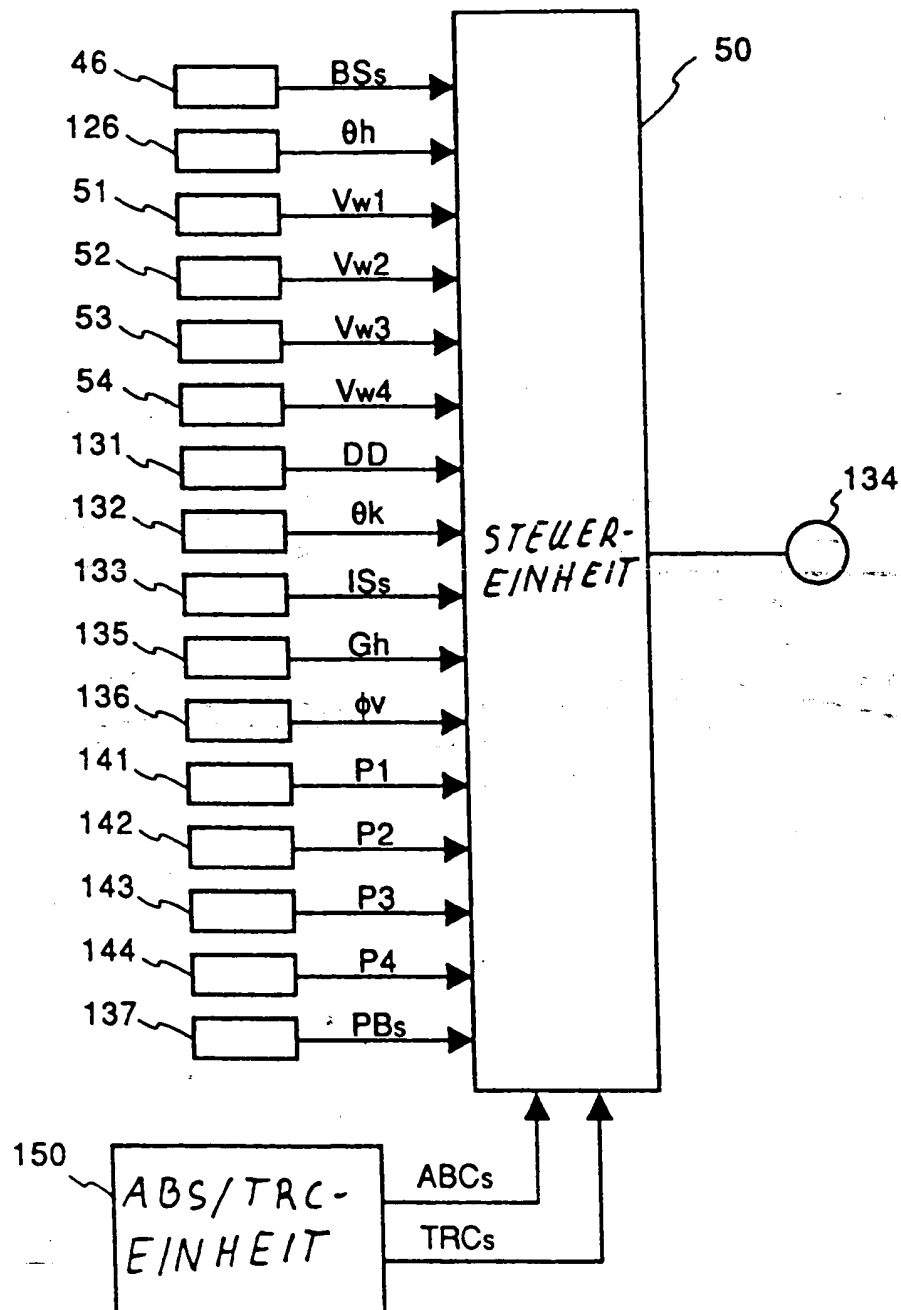 50
46 BSs
126 θh
51 Vw1
52 Vw2
53 Vw3
54 Vw4
131 DD
132 θk
133 ISs
135 Gh
136 ϕv
141 P1
142 P2
143 P3
144 P4
137 PBs
STEUER-
EINHEIT
134
150
ABS/TRC-
EINHEIT
ABCs
TRCs